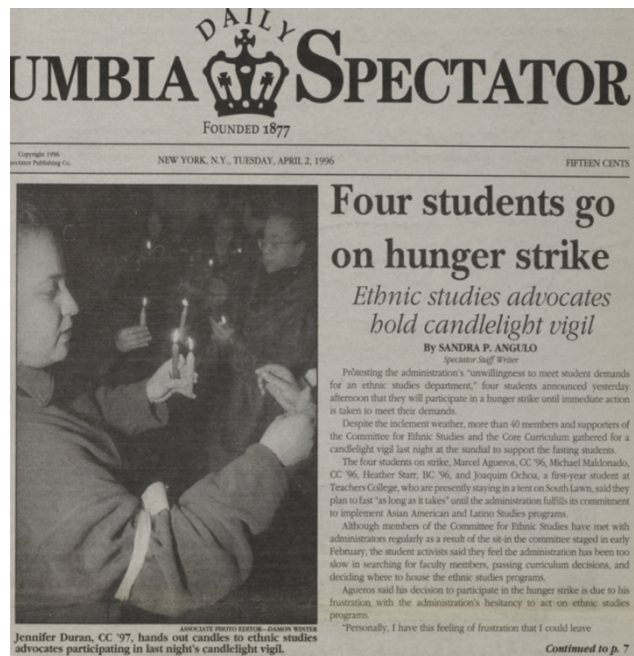 DAILY
UMBIA SPECTATOR
FOUNDED 1877
Copyright 1996
ectator Publishing Co.
NEW YORK, N.Y., TUESDAY, APRIL 2, 1996
FIFTEEN CENTS
Four students go
on hunger strike
Ethnic studies advocates
hold candlelight vigil
By SANDRA P. ANGULO
Spectator Staff Writer
Protesting the administration's "unwillingness to meet student demands
for an ethnic studies department," four students announced yesterday
afternoon that they will participate in a hunger strike until immediate action
is taken to meet their demands.
Despite the inclement weather, more than 40 members and supporters of
the Committee for Ethnic Studies and the Core Curriculum gathered for a
candlelight vigil last night at the sundial to support the fasting students.
The four students on strike, Marcel Agueros, CC '96, Michael Maldonado,
CC '96, Heather Starr, BC '96, and Joaquin Ochoa, a first-year student at
Teachers College, who are presently staying in a tent on South Lawn, said they
plan to fast "as long as it takes" until the administration fulfills its commitment
to implement Asian American and Latino Studies programs.
Although members of the Committee for Ethnic Studies have met with
administrators regularly as a result of the sit-in the committee staged in early
February, the student activists said they feel the administration has been too
slow in searching for faculty members, passing curriculum decisions, and
deciding where to house the ethnic studies programs.
Agueros said his decision to participate in the hunger strike is due to his
frustration with the administration's hesitancy to act on ethnic studies
programs.
"Personally, I have this feeling of frustration that I could leave
Continued to p. 7
ASSOCIATE PHOTO EDITOR—DAMON WINTER
Jennifer Duran, CC '97, hands out candles to ethnic studies
advocates participating in last night's candlelight vigil.